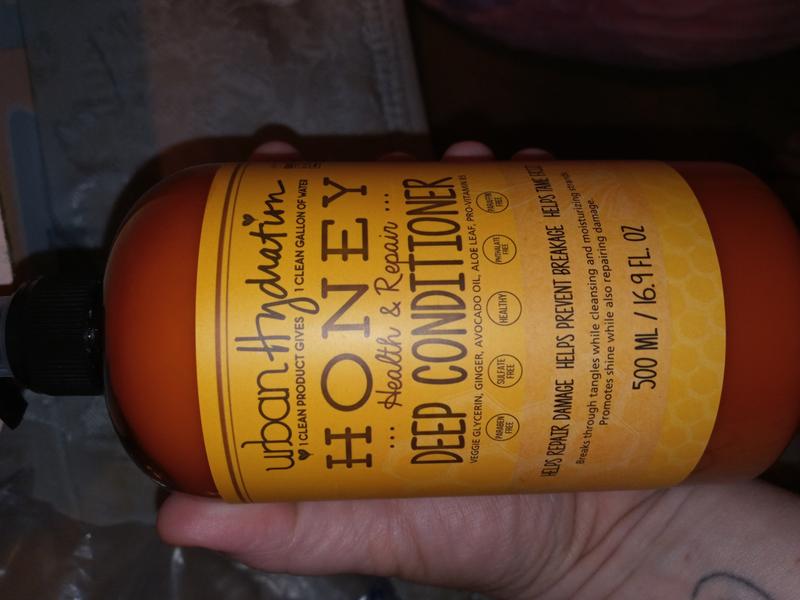 urban Hydration
1 CLEAN PRODUCT GIVES 1 CLEAN GALLON OF WATER
HONEY
... Health & Repair ...
DEEP CONDITIONER
VEGGIE GLYCERIN, GINGER, AVOCADO OIL, ALOE LEAF, PRO-VITAMIN B5
PARABEN FREE
SULFATE FREE
HEALTHY
PHTHALATE FREE
FREE
HELPS REPAIR DAMAGE HELPS PREVENT BREAKAGE HELPS TAME FRIZZ
Breaks through tangles while cleansing and moisturizing strands.
Promotes shine while also repairing damage.
500 ML / 16.9 FL. OZ